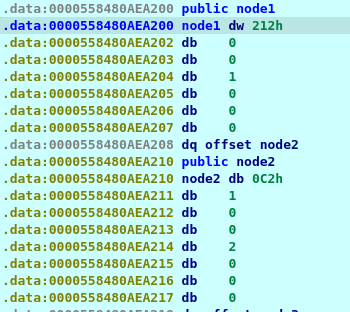 .data:0000558480AEA200 public node1
.data:0000558480AEA200 node1 dw 212h
.data:0000558480AEA202 db    0
.data:0000558480AEA203 db    0
.data:0000558480AEA204 db    1
.data:0000558480AEA205 db    0
.data:0000558480AEA206 db    0
.data:0000558480AEA207 db    0
.data:0000558480AEA208 dq offset node2
.data:0000558480AEA210 public node2
.data:0000558480AEA210 node2 db 0C2h
.data:0000558480AEA211 db    1
.data:0000558480AEA212 db    0
.data:0000558480AEA213 db    0
.data:0000558480AEA214 db    2
.data:0000558480AEA215 db    0
.data:0000558480AEA216 db    0
.data:0000558480AEA217 db    0